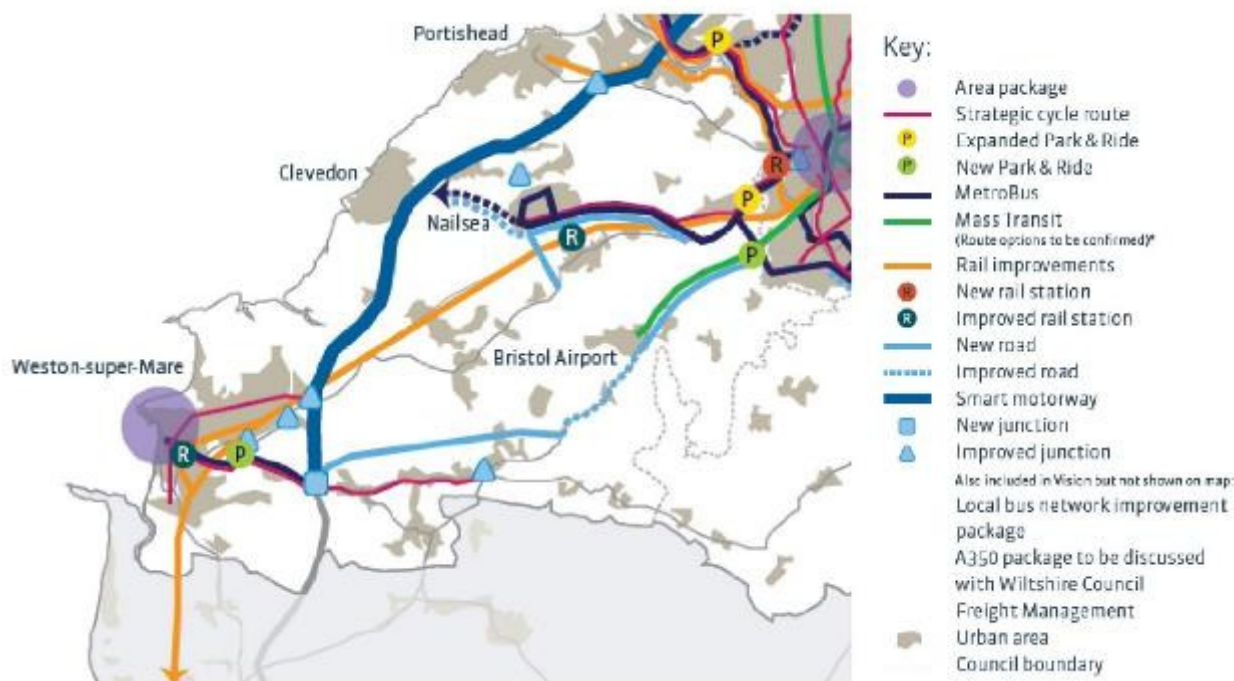 Portishead
Clevedon
Nailsea
Bristol Airport
Weston-super-Mare
P
R
P
R
P
R
P
Key:
Area package
Strategic cycle route
P Expanded Park & Ride
P New Park & Ride
MetroBus
Mass Transit
(Route options to be confirmed)*
Rail improvements
R New rail station
R Improved rail station
New road
Improved road
Smart motorway
New junction
Improved junction
Also included in Vision but not shown on map:
Local bus network improvement
package
A350 package to be discussed
with Wiltshire Council
Freight Management
Urban area
Council boundary